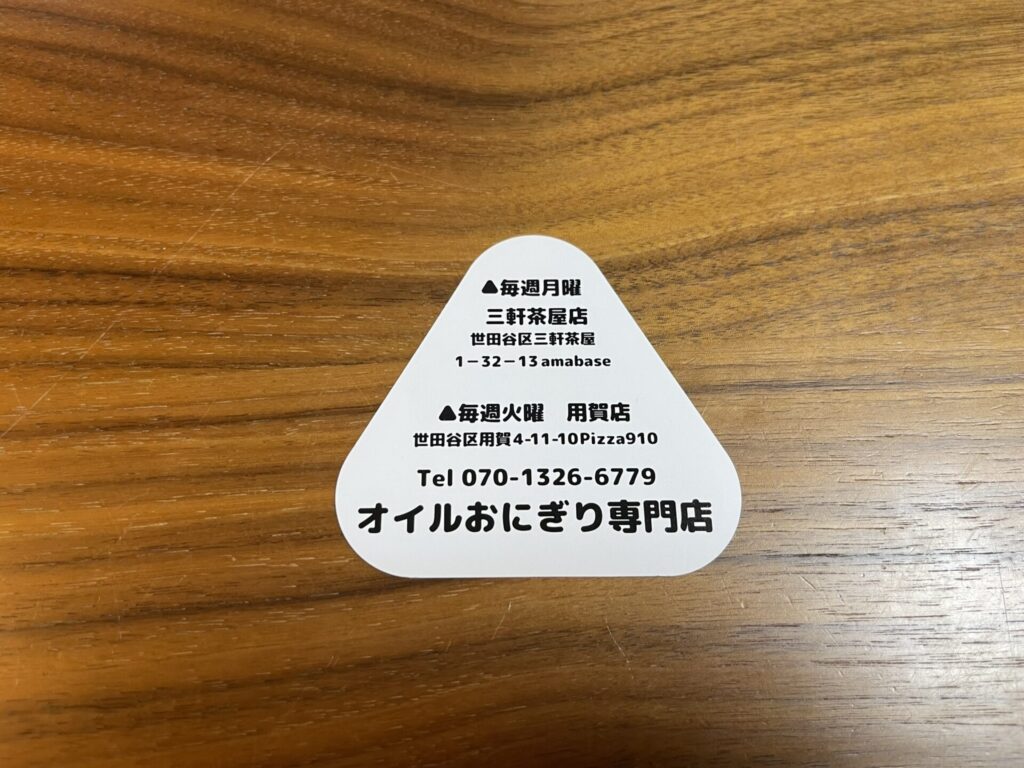 ▲毎週月曜
三軒茶屋店
世田谷区三軒茶屋
1－32－13amabase
▲毎週火曜　用賀店
世田谷区用賀4-11-10Pizza910
Tel 070-1326-6779
オイルおにぎり専門店